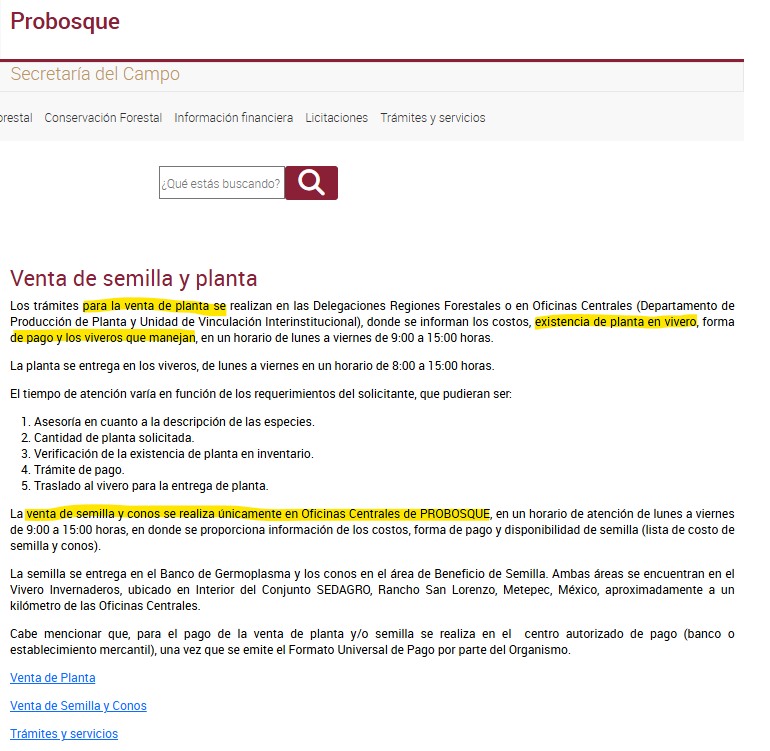 Probosque
Secretaría del Campo
orestal Conservación Forestal Información financiera Licitaciones Trámites y servicios
¿Qué estás buscando?
Venta de semilla y planta
Los trámites para la venta de planta se realizan en las Delegaciones Regiones Forestales o en Oficinas Centrales (Departamento de
Producción de Planta y Unidad de Vinculación Interinstitucional), donde se informan los costos, existencia de planta en vivero, forma
de pago y los viveros que manejan, en un horario de lunes a viernes de 9:00 a 15:00 horas.
La planta se entrega en los viveros, de lunes a viernes en un horario de 8:00 a 15:00 horas.
El tiempo de atención varía en función de los requerimientos del solicitante, que pudieran ser:
1. Asesoría en cuanto a la descripción de las especies.
2. Cantidad de planta solicitada.
3. Verificación de la existencia de planta en inventario.
4. Trámite de pago.
5. Traslado al vivero para la entrega de planta.
La venta de semilla y conos se realiza únicamente en Oficinas Centrales de PROBOSQUE, en un horario de atención de lunes a viernes
de 9:00 a 15:00 horas, en donde se proporciona información de los costos, forma de pago y disponibilidad de semilla (lista de costo de
semilla y conos).
La semilla se entrega en el Banco de Germoplasma y los conos en el área de Beneficio de Semilla. Ambas áreas se encuentran en el
Vivero Invernaderos, ubicado en Interior del Conjunto SEDAGRO, Rancho San Lorenzo, Metepec, México, aproximadamente a un
kilómetro de las Oficinas Centrales.
Cabe mencionar que, para el pago de la venta de planta y/o semilla se realiza en el centro autorizado de pago (banco o
establecimiento mercantil), una vez que se emite el Formato Universal de Pago por parte del Organismo.
Venta de Planta
Venta de Semilla y Conos
Trámites y servicios